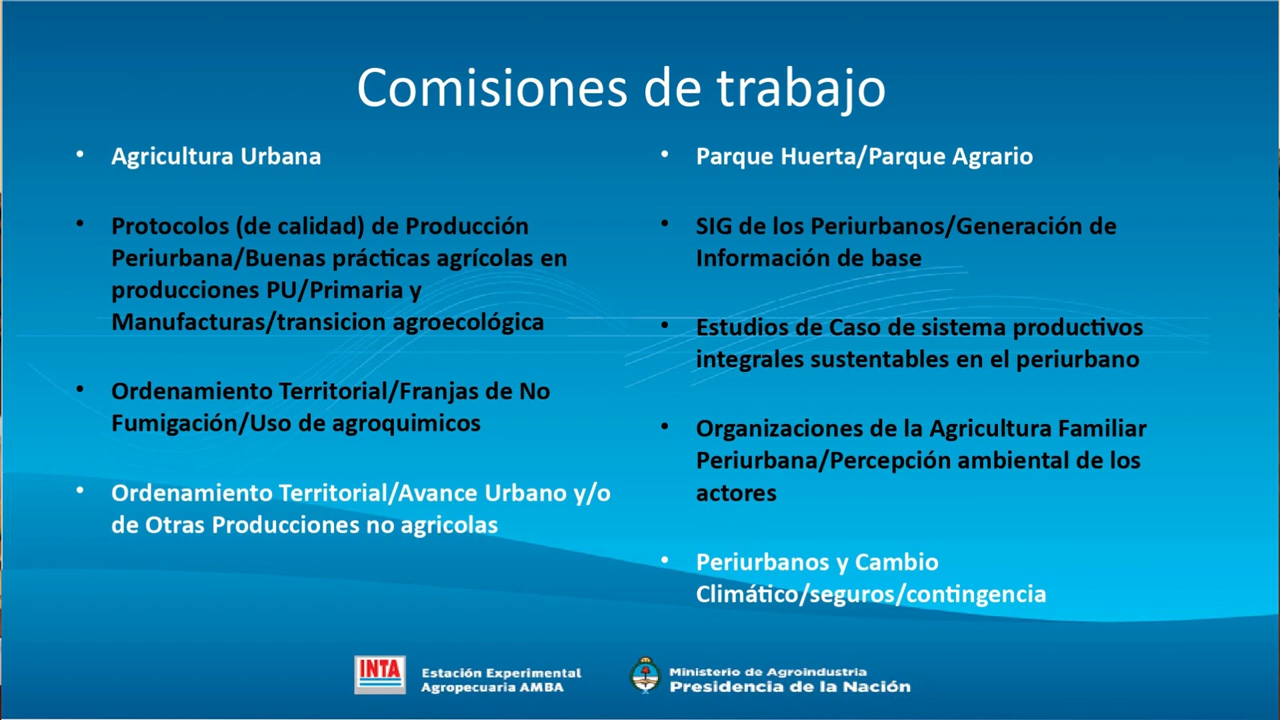 Comisiones de trabajo
• Agricultura Urbana
• Protocolos (de calidad) de Producción
Periurbana/Buenas prácticas agrícolas en
producciones PU/Primaria y
Manufacturas/transicion agroecológica
• Ordenamiento Territorial/Franjas de No
Fumigación/Uso de agroquimicos
• Ordenamiento Territorial/Avance Urbano y/o
de Otras Producciones no agricolas
• Parque Huerta/Parque Agrario
• SIG de los Periurbanos/Generación de
Información de base
• Estudios de Caso de sistema productivos
integrales sustentables en el periurbano
• Organizaciones de la Agricultura Familiar
Periurbana/Percepción ambiental de los
actores
• Periurbanos y Cambio
Climático/seguros/contingencia
INTA
Estación Experimental
Agropecuaria AMBA
Ministerio de Agroindustria
Presidencia de la Nación